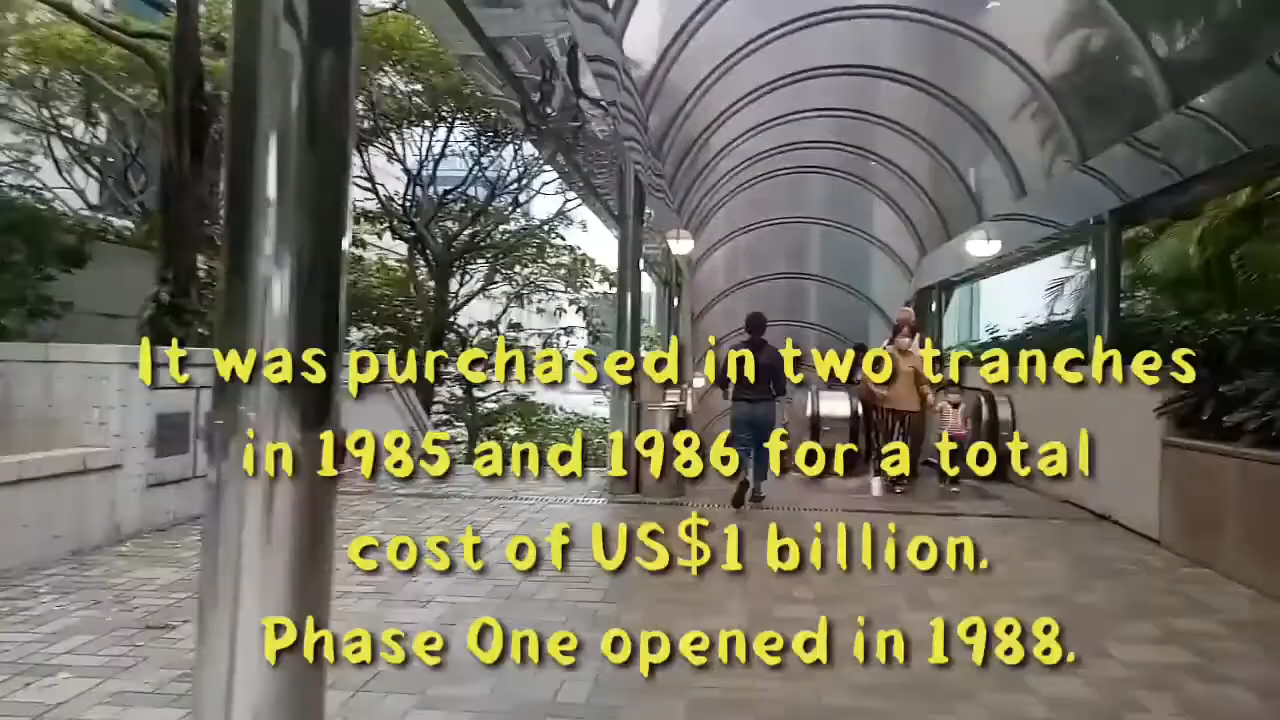 It was purchased in two tranches
in 1985 and 1986 for a total
cost of US$1 billion.
Phase One opened in 1988.